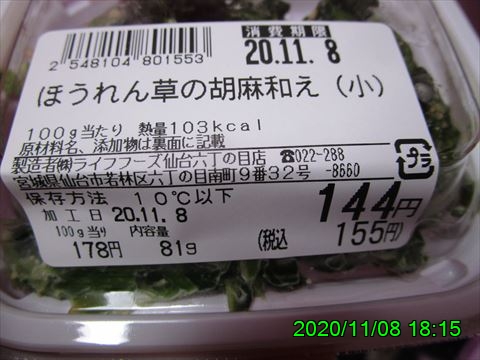 消費期限
20.11. 8
2 548104 801553
ほうれん草の胡麻和え（小）
100g当たり 熱量103kcal
原材料名、添加物は裏面に記載
製造者㈱ライフフーズ仙台六丁の目店 ☎022-288
宮城県仙台市若林区六丁の目南町9番32号 -8660
プラ
保存方法 10℃以下
加工日 20.11. 8
144円
100g当り 内容量
(税込 155円)
178円 81g
2020/11/08 18:15